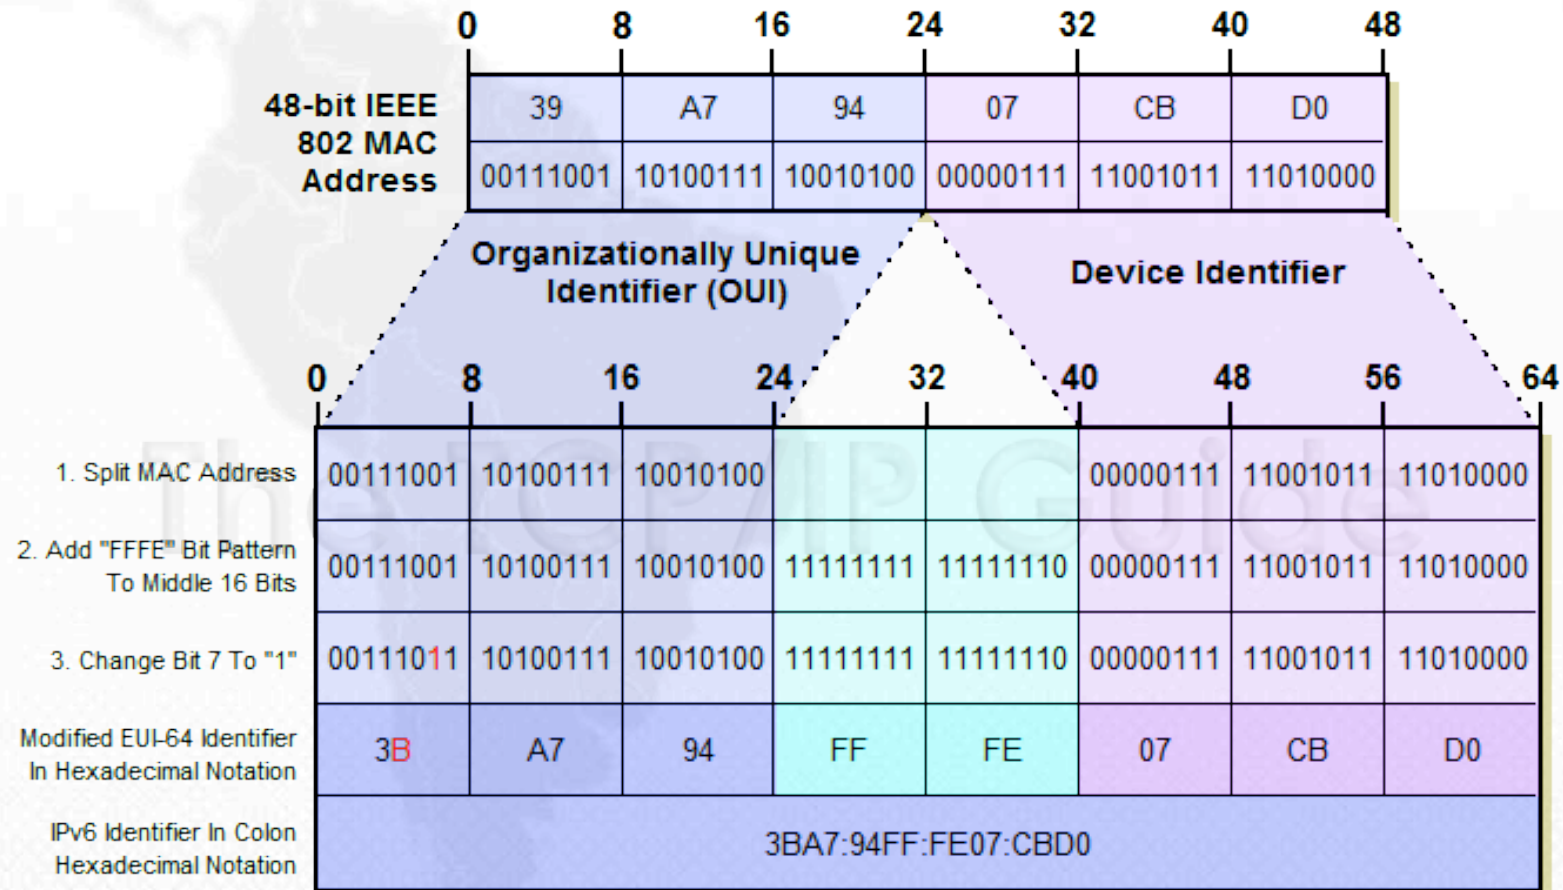 0 8 16 24 32 40 48
48-bit IEEE
802 MAC
Address
39 A7 94 07 CB D0
00111001 10100111 10010100 00000111 11001011 11010000
Organizationally Unique
Identifier (OUI)
Device Identifier
0 8 16 24 32 40 48 56 64
The TCP/IP Guide
1. Split MAC Address 00111001 10100111 10010100 00000111 11001011 11010000
2. Add "FFFE" Bit Pattern
To Middle 16 Bits
00111001 10100111 10010100 11111111 11111110 00000111 11001011 11010000
3. Change Bit 7 To "1" 00111011 10100111 10010100 11111111 11111110 00000111 11001011 11010000
Modified EUI-64 Identifier
In Hexadecimal Notation
3B A7 94 FF FE 07 CB D0
IPv6 Identifier In Colon
Hexadecimal Notation
3BA7:94FF:FE07:CBD0